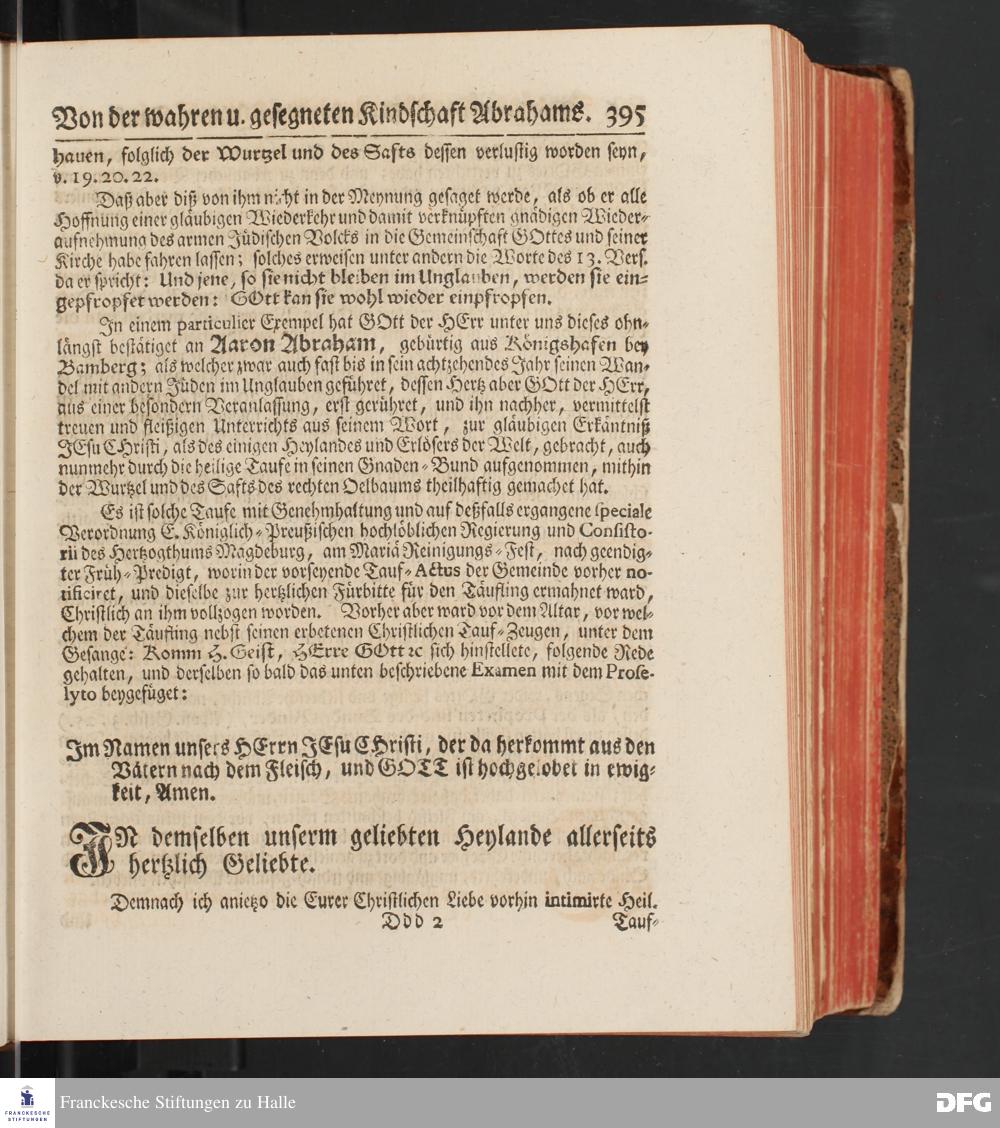 Von der wahren u. gesegneten Kindschaft Abrahams. 395
hauen, folglich der Wurtzel und des Safts dessen verlustig worden seyn,
v. 19. 20. 22.
Daß aber diß von ihm nicht in der Meynung gesaget werde, als ob er alle
Hoffnung einer gläubigen Wiederkehr und damit verknüpften gnädigen Wieder-
aufnehmung des armen Jüdischen Volcks in die Gemeinschaft GOttes und seiner
Kirche habe fahren lassen; solches erweisen unter andern die Worte des 13. Vers.
da er spricht: Und jene, so sie nicht bleiben im Unglauben, werden sie ein-
gepfropfet werden: GOtt kan sie wohl wieder einpfropfen.
In einem particulier Exempel hat GOtt der HErr unter uns dieses ohn-
längst bestätiget an Aaron Abraham, gebürtig aus Königshafen bey
Bamberg; als welcher zwar auch fast bis in sein achtzehendes Jahr seinen Wan-
del mit andern Jüden im Unglauben geführet, dessen Hertz aber GOtt der HErr,
aus einer besondern Veranlassung, erst gerühret, und ihn nachher, vermittelst
treuen und fleißigen Unterrichts aus seinem Wort, zur gläubigen Erkäntniß
JEsu CHristi, als des einigen Heylandes und Erlösers der Welt, gebracht, auch
nunmehr durch die heilige Taufe in seinen Gnaden-Bund aufgenommen, mithin
der Wurtzel und des Safts des rechten Oelbaums theilhaftig gemachet hat.
Es ist solche Taufe mit Genehmhaltung und auf deßfalls ergangene speciale
Verordnung E. Königlich-Preußischen hochlöblichen Regierung und Consisto-
rii des Hertzogthums Magdeburg, am Mariä Reinigungs-Fest, nach geendig-
ter Früh-Predigt, worin der vorseyende Tauf-Actus der Gemeinde vorher no-
tificiret, und dieselbe zur hertzlichen Fürbitte für den Täufling ermahnet ward,
Christlich an ihm vollzogen worden. Vorher aber ward vor dem Altar, vor wel-
chem der Täufling nebst seinen erbetenen Christlichen Tauf-Zeugen, unter dem
Gesange: Komm H. Geist, HErre GOtt ꝛc sich hinstellete, folgende Rede
gehalten, und derselben so bald das unten beschriebene Examen mit dem Prose-
lyto beygefüget:
Im Namen unsers HErrn JEsu CHristi, der da herkommt aus den
Vätern nach dem Fleisch, und GOTT ist hochgelobet in ewig-
keit, Amen.
IN demselben unserm geliebten Heylande allerseits
hertzlich Geliebte.
Demnach ich anietzo die Eurer Christlichen Liebe vorhin intimirte Heil.
Ddd 2 Tauf-
FRANCKESCHE
STIFTUNGEN
Franckesche Stiftungen zu Halle
DFG